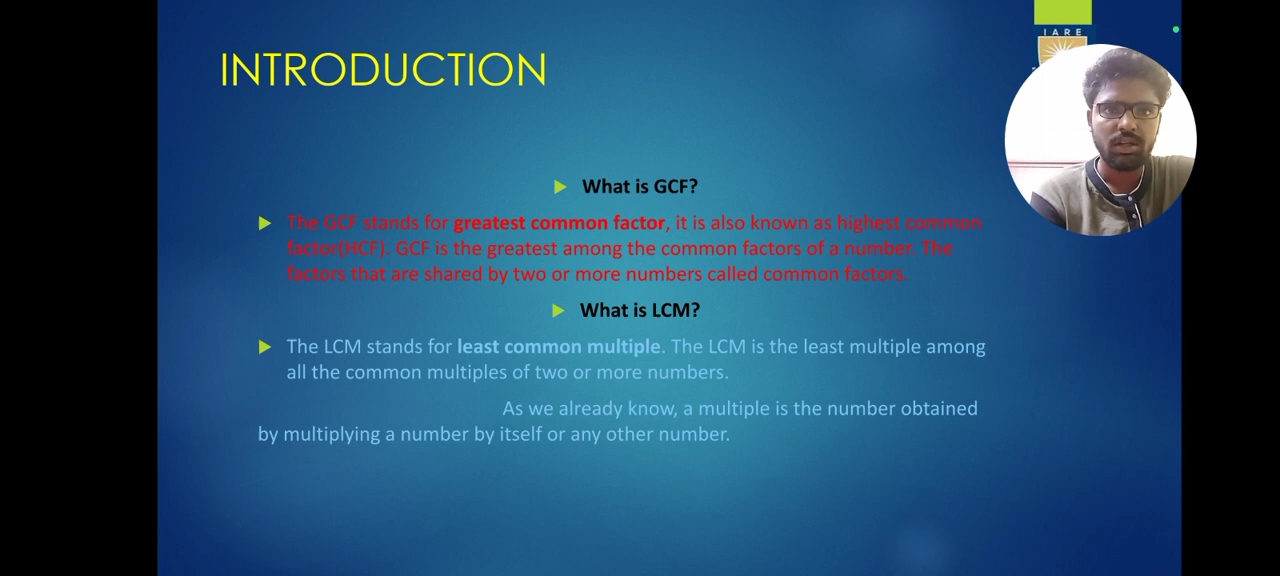 IARE
INTRODUCTION
What is GCF?
The GCF stands for greatest common factor, it is also known as highest common
factor(HCF). GCF is the greatest among the common factors of a number. The
factors that are shared by two or more numbers called common factors.
What is LCM?
The LCM stands for least common multiple. The LCM is the least multiple among
all the common multiples of two or more numbers.
As we already know, a multiple is the number obtained
by multiplying a number by itself or any other number.